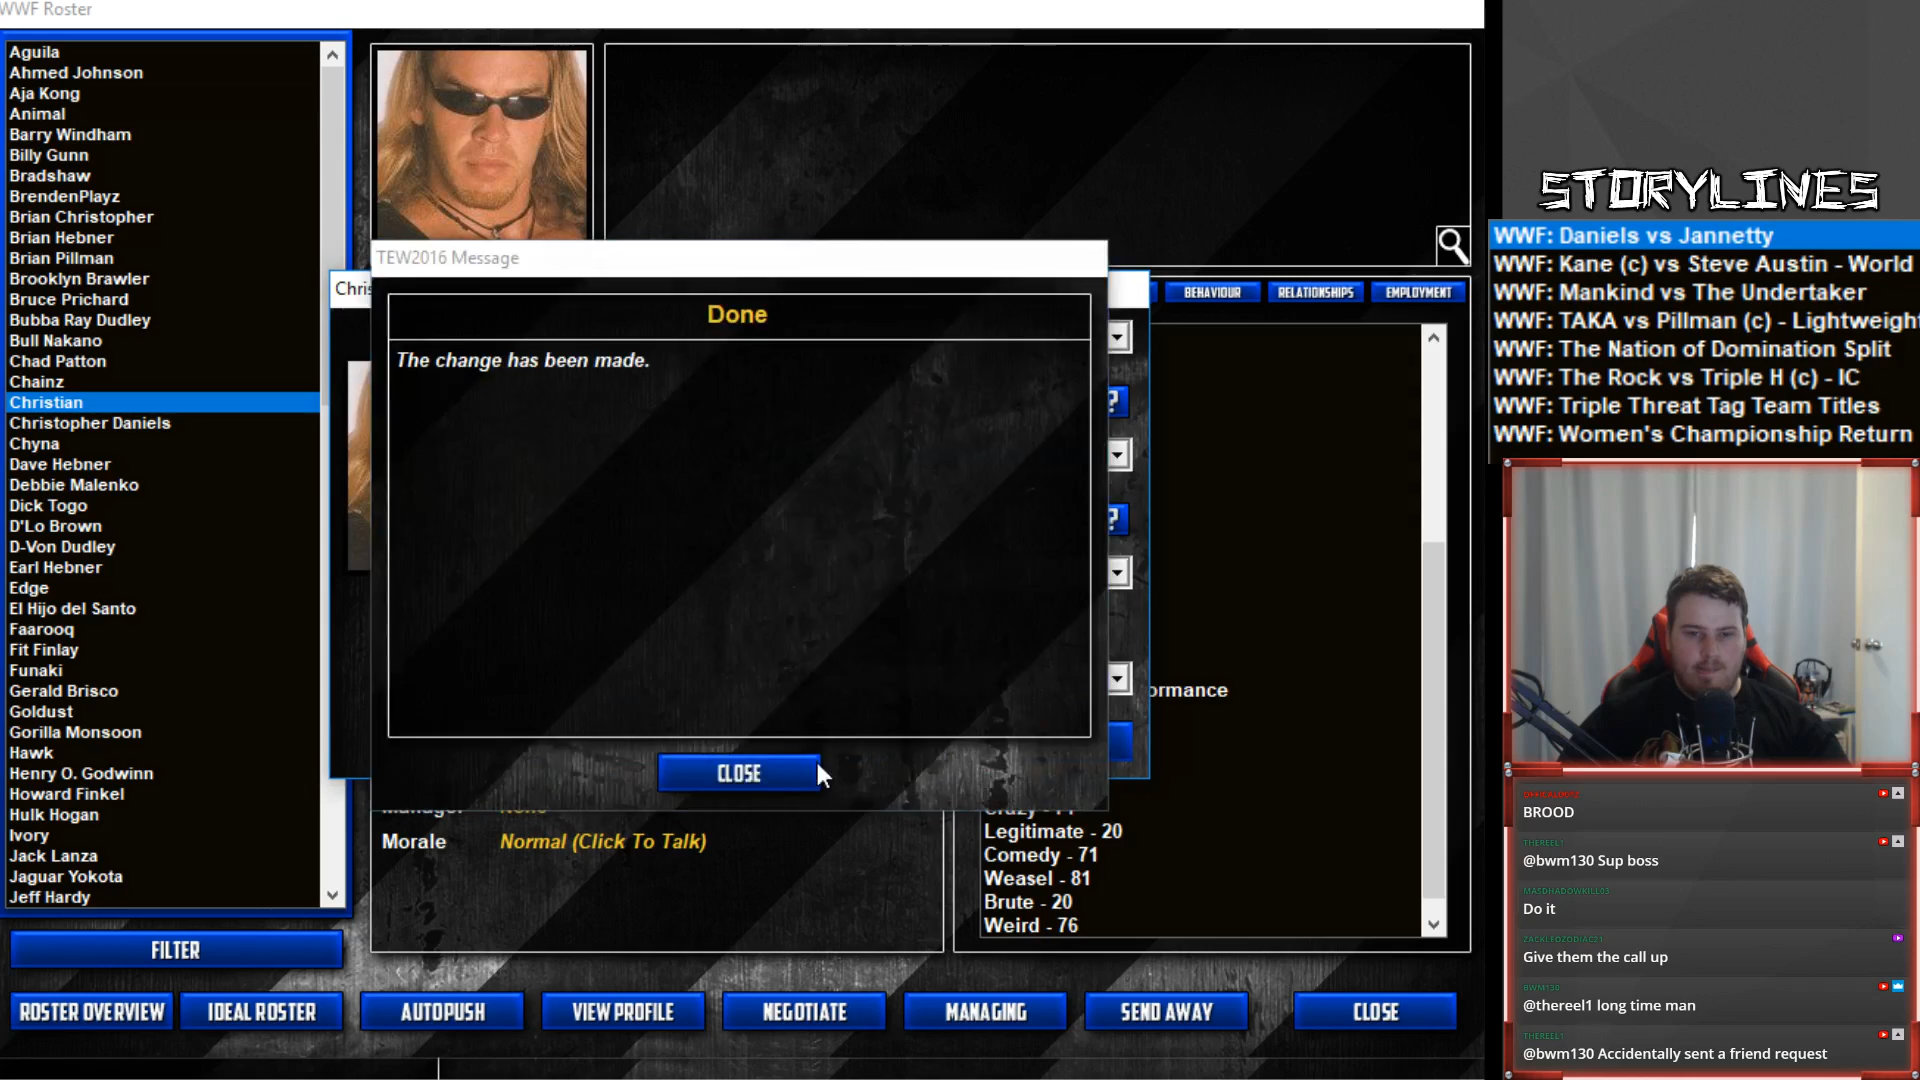 WWF Roster
Aguila
Ahmed Johnson
Aja Kong
Animal
Barry Windham
Billy Gunn
Bradshaw
BrendenPlayz
Brian Christopher
Brian Hebner
Brian Pillman
Brooklyn Brawler
Bruce Prichard
Bubba Ray Dudley
Bull Nakano
Chad Patton
Chainz
Christian
Christopher Daniels
Chyna
Dave Hebner
Debbie Malenko
Dick Togo
D'Lo Brown
D-Von Dudley
Earl Hebner
Edge
El Hijo del Santo
Faarooq
Fit Finlay
Funaki
Gerald Brisco
Goldust
Gorilla Monsoon
Hawk
Henry O. Godwinn
Howard Finkel
Hulk Hogan
Ivory
Jack Lanza
Jaguar Yokota
Jeff Hardy
FILTER
ROSTER OVERVIEW
IDEAL ROSTER
AUTOPUSH
VIEW PROFILE
NEGOTIATE
MANAGING
SEND AWAY
CLOSE
Chris
TEW2016 Message
Done
The change has been made.
CLOSE
BEHAVIOUR
RELATIONSHIPS
EMPLOYMENT
?
?
ormance
Morale
Normal (Click To Talk)
Legitimate - 20
Comedy - 71
Weasel - 81
Brute - 20
Weird - 76
STORYLINES
WWF: Daniels vs Jannetty
WWF: Kane (c) vs Steve Austin - World
WWF: Mankind vs The Undertaker
WWF: TAKA vs Pillman (c) - Lightweight
WWF: The Nation of Domination Split
WWF: The Rock vs Triple H (c) - IC
WWF: Triple Threat Tag Team Titles
WWF: Women's Championship Return
BROOD
THEREEL1
@bwm130 Sup boss
MASDHADOWKILL03
Do it
ZACKLEOZODIAC21
Give them the call up
BWM130
@thereel1 long time man
THEREEL1
@bwm130 Accidentally sent a friend request